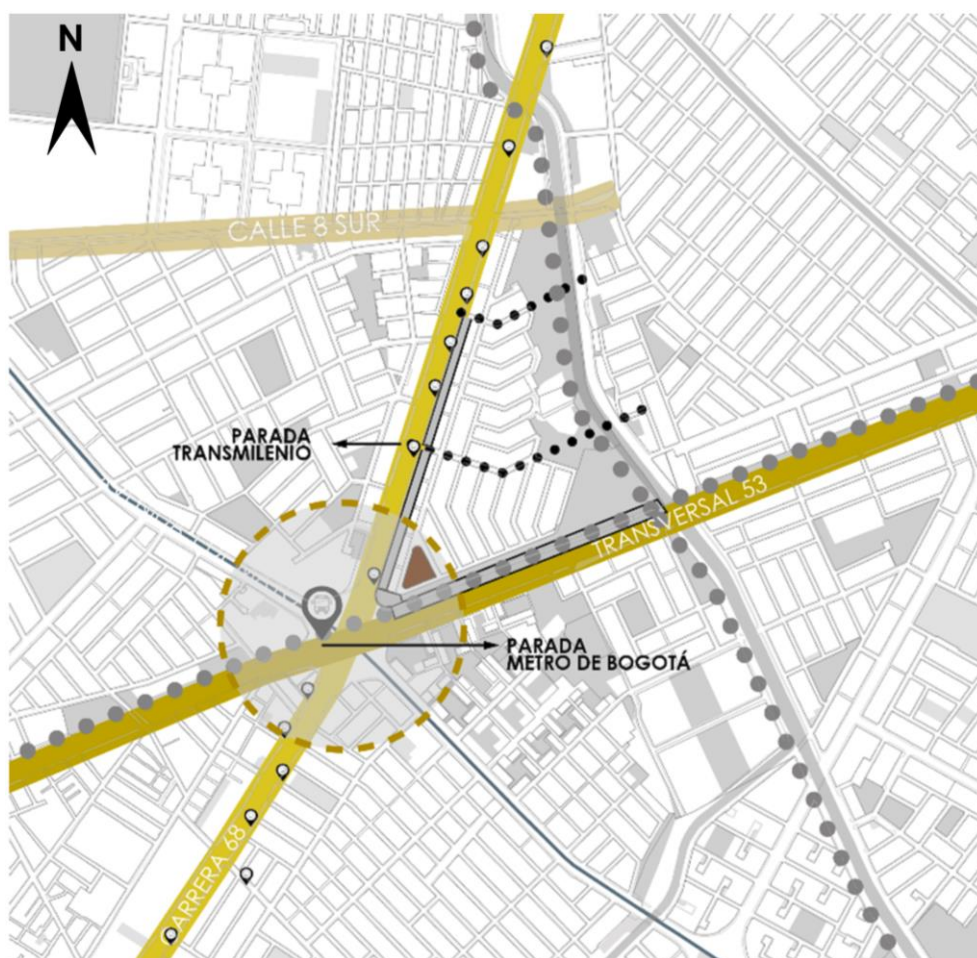 N
CALLE 8 SUR
PARADA
TRANSMILENIO
TRANSVERSAL 53
PARADA
METRO DE BOGOTÁ
CARRERA 68